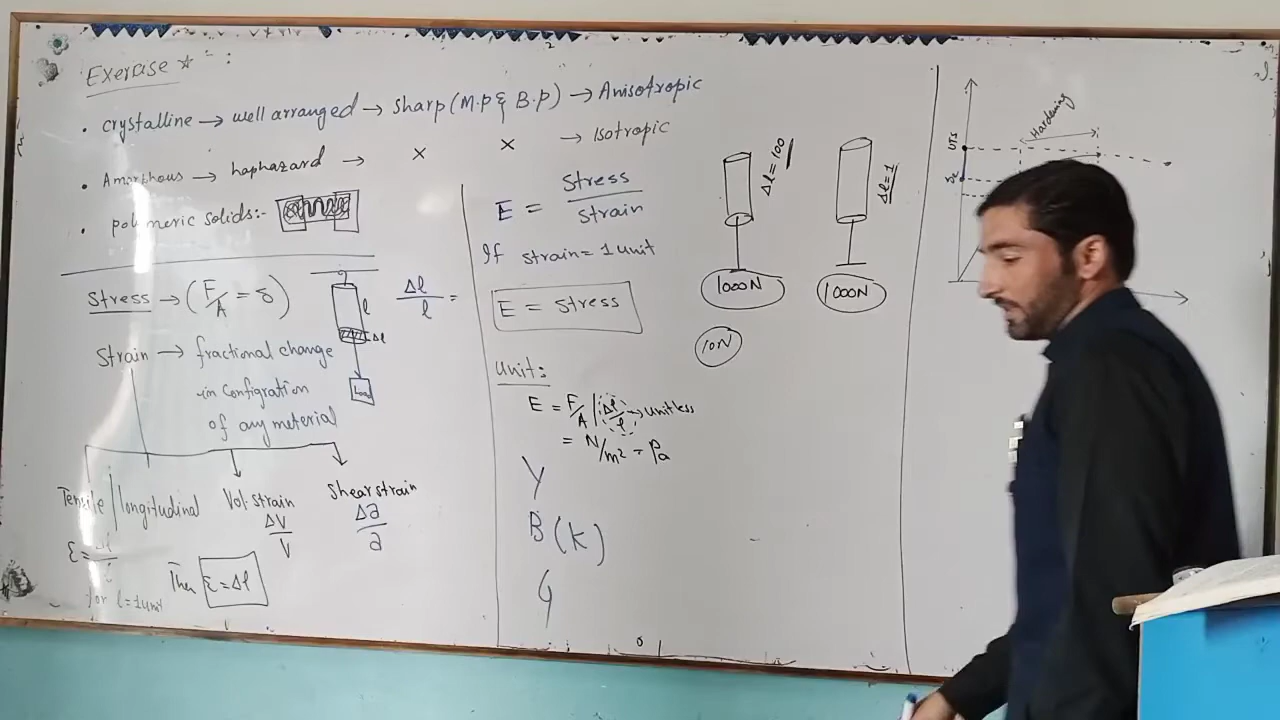 Exercise * :
. crystalline → well arranged → sharp (M.p & B.p) → Anisotropic
. Amorphous → haphazard → × × → Isotropic
. polymeric solids:-
Stress → (F/A = δ)
l
Δl
Load
Δl/l =
Strain → fractional change
in configration
of any meterial
Tensile / longitudinal
Vol. strain
ΔV/V
Shear strain
Δa/a
for l = 1 unit
Then ε = Δl
E = Stress/strain
If strain = 1 unit
E = stress
Unit:
E = F/A | Δl/l → unitless
= N/m² = Pa
Y
B (K)
G
Δl = 100
1000N
10N
Δl = 1
1000N
Hardening
UTS